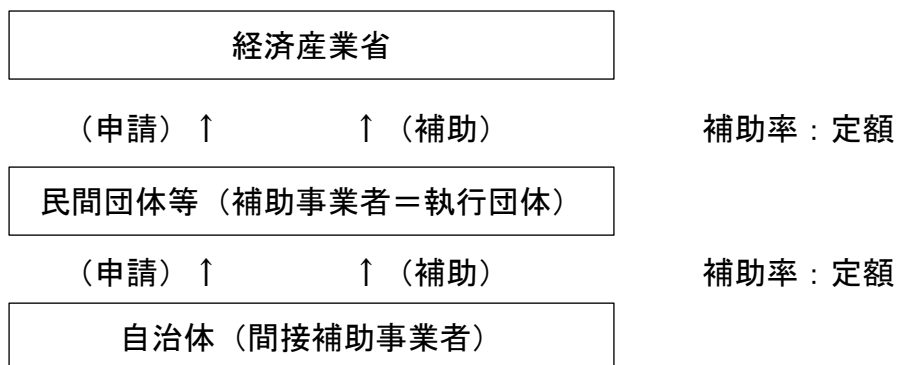 経済産業省
(申請)↑ ↑(補助) 補助率:定額
民間団体等(補助事業者=執行団体)
(申請)↑ ↑(補助) 補助率:定額
自治体(間接補助事業者)